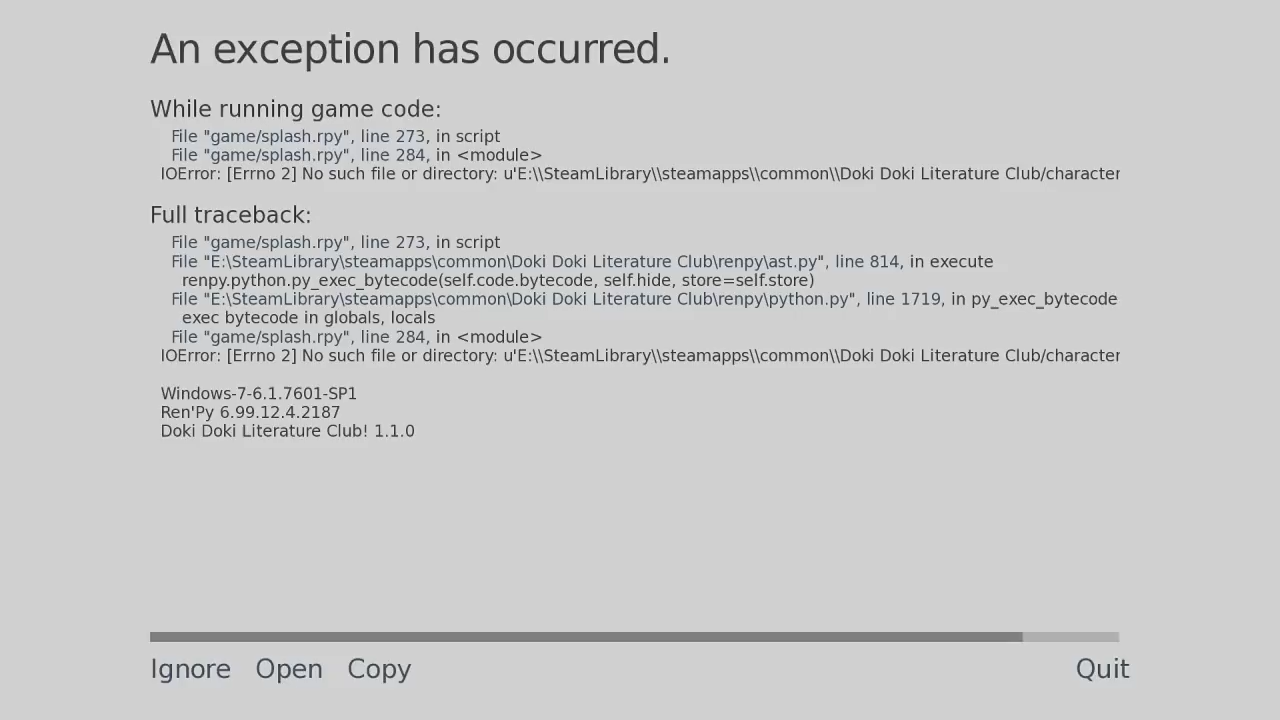 An exception has occurred.
While running game code:
File "game/splash.rpy", line 273, in script
File "game/splash.rpy", line 284, in <module>
IOError: [Errno 2] No such file or directory: u'E:\\SteamLibrary\\steamapps\\common\\Doki Doki Literature Club/character
Full traceback:
File "game/splash.rpy", line 273, in script
File "E:\SteamLibrary\steamapps\common\Doki Doki Literature Club\renpy\ast.py", line 814, in execute
renpy.python.py_exec_bytecode(self.code.bytecode, self.hide, store=self.store)
File "E:\SteamLibrary\steamapps\common\Doki Doki Literature Club\renpy\python.py", line 1719, in py_exec_bytecode
exec bytecode in globals, locals
File "game/splash.rpy", line 284, in <module>
IOError: [Errno 2] No such file or directory: u'E:\\SteamLibrary\\steamapps\\common\\Doki Doki Literature Club/character
Windows-7-6.1.7601-SP1
Ren'Py 6.99.12.4.2187
Doki Doki Literature Club! 1.1.0
Ignore Open Copy Quit